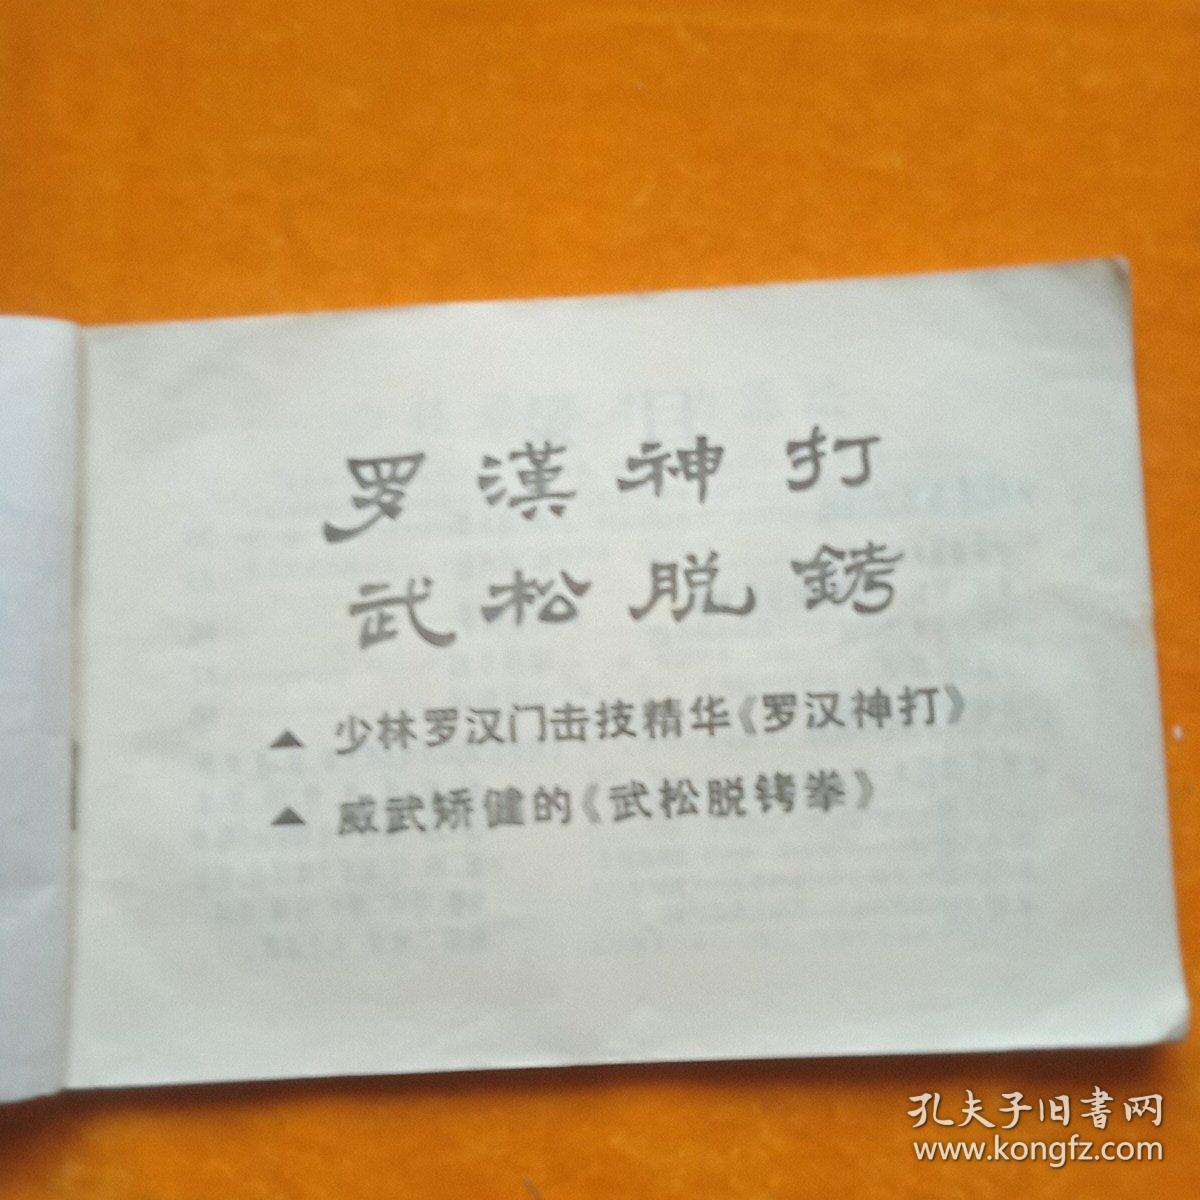 罗漢神打
武松脱銬
▲ 少林罗汉门击技精华《罗汉神打》
▲ 威武矫健的《武松脱铐拳》
孔夫子旧書网
www.kongfz.com